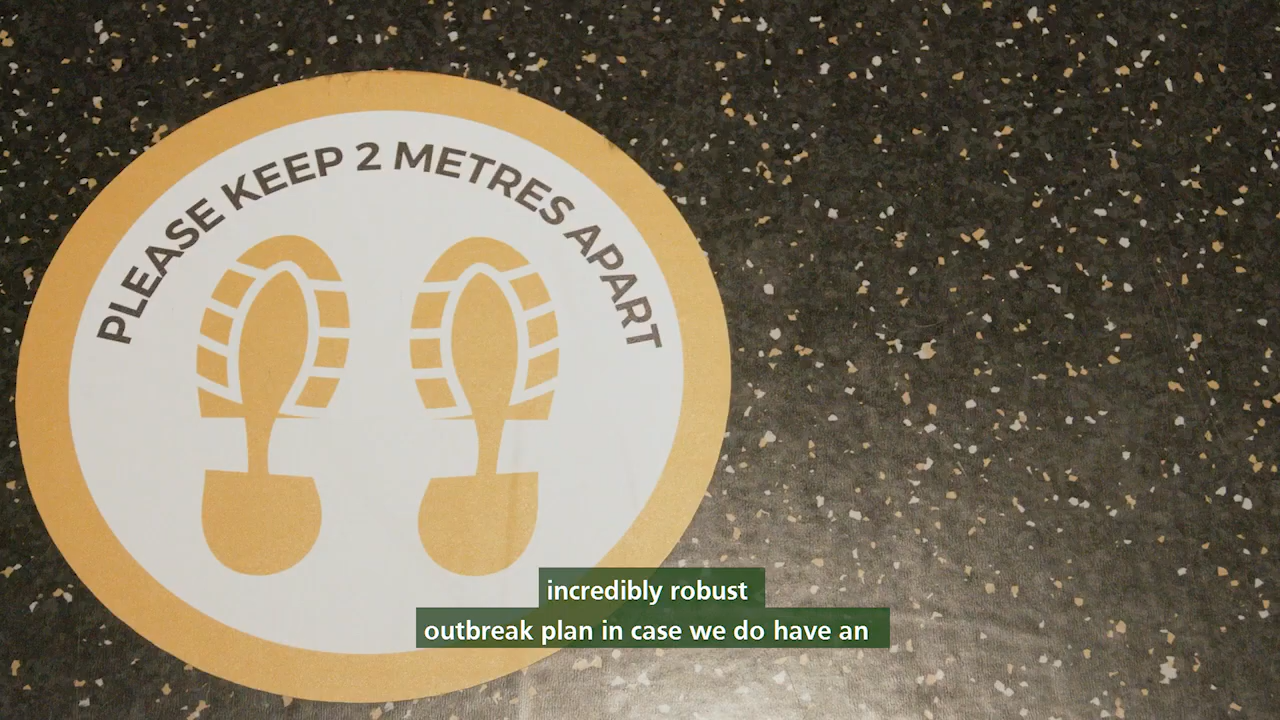 PLEASE KEEP 2 METRES APART
incredibly robust
outbreak plan in case we do have an